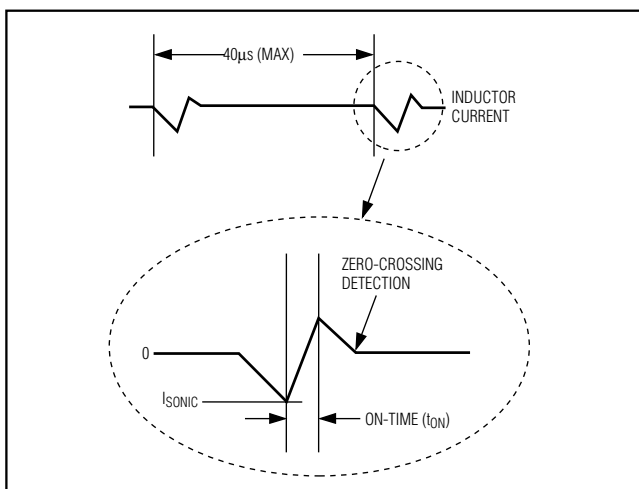 40μs (MAX)
INDUCTOR
CURRENT
ZERO-CROSSING
DETECTION
0
ISONIC
ON-TIME (tON)